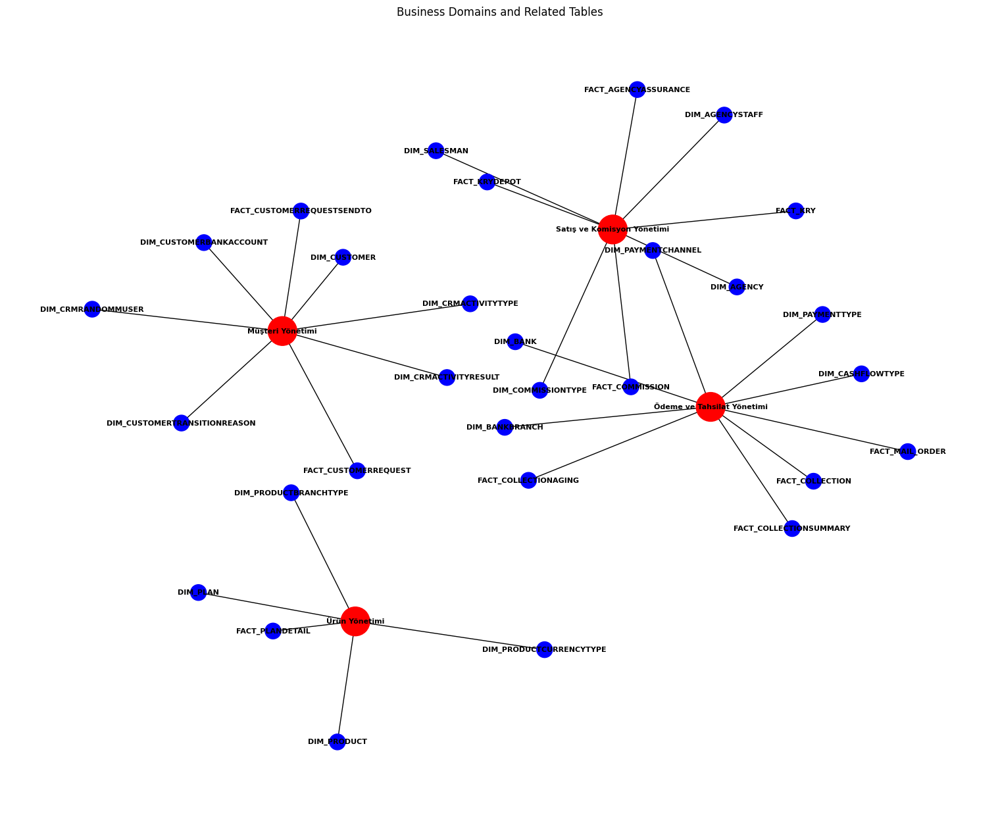 Business Domains and Related Tables
FACT_AGENCYASSURANCE
DIM_AGENCYSTAFF
DIM_SALESMAN
FACT_KRYDEPOT
FACT_CUSTOMERREQUESTSENDTO
FACT_KRY
Satış ve Komisyon Yönetimi
DIM_CUSTOMERBANKACCOUNT
DIM_PAYMENTCHANNEL
DIM_CUSTOMER
DIM_AGENCY
DIM_CRMACTIVITYTYPE
DIM_CRMRANDOMMUSER
DIM_PAYMENTTYPE
Müşteri Yönetimi
DIM_BANK
DIM_CASHFLOWTYPE
DIM_CRMACTIVITYRESULT
FACT_COMMISSION
DIM_COMMISSIONTYPE
Ödeme ve Tahsilat Yönetimi
DIM_CUSTOMERTRANSITIONREASON
DIM_BANKBRANCH
FACT_MAIL_ORDER
FACT_CUSTOMERREQUEST
FACT_COLLECTIONAGING
FACT_COLLECTION
DIM_PRODUCTBRANCHTYPE
FACT_COLLECTIONSUMMARY
DIM_PLAN
Ürün Yönetimi
FACT_PLANDETAIL
DIM_PRODUCTCURRENCYTYPE
DIM_PRODUCT